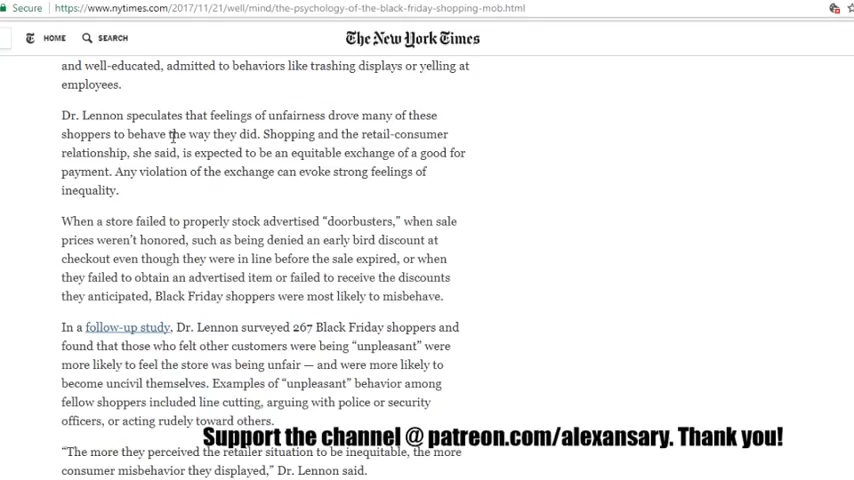 Secure https://www.nytimes.com/2017/11/21/well/mind/the-psychology-of-the-black-friday-shopping-mob.html
HOME SEARCH The New York Times
and well-educated, admitted to behaviors like trashing displays or yelling at
employees.
Dr. Lennon speculates that feelings of unfairness drove many of these
shoppers to behave the way they did. Shopping and the retail-consumer
relationship, she said, is expected to be an equitable exchange of a good for
payment. Any violation of the exchange can evoke strong feelings of
inequality.
When a store failed to properly stock advertised “doorbusters,” when sale
prices weren’t honored, such as being denied an early bird discount at
checkout even though they were in line before the sale expired, or when
they failed to obtain an advertised item or failed to receive the discounts
they anticipated, Black Friday shoppers were most likely to misbehave.
In a follow-up study, Dr. Lennon surveyed 267 Black Friday shoppers and
found that those who felt other customers were being “unpleasant” were
more likely to feel the store was being unfair — and were more likely to
become uncivil themselves. Examples of “unpleasant” behavior among
fellow shoppers included line cutting, arguing with police or security
officers, or acting rudely toward others.
Support the channel @ patreon.com/alexansary. Thank you!
“The more they perceived the retailer situation to be inequitable, the more
consumer misbehavior they displayed,” Dr. Lennon said.